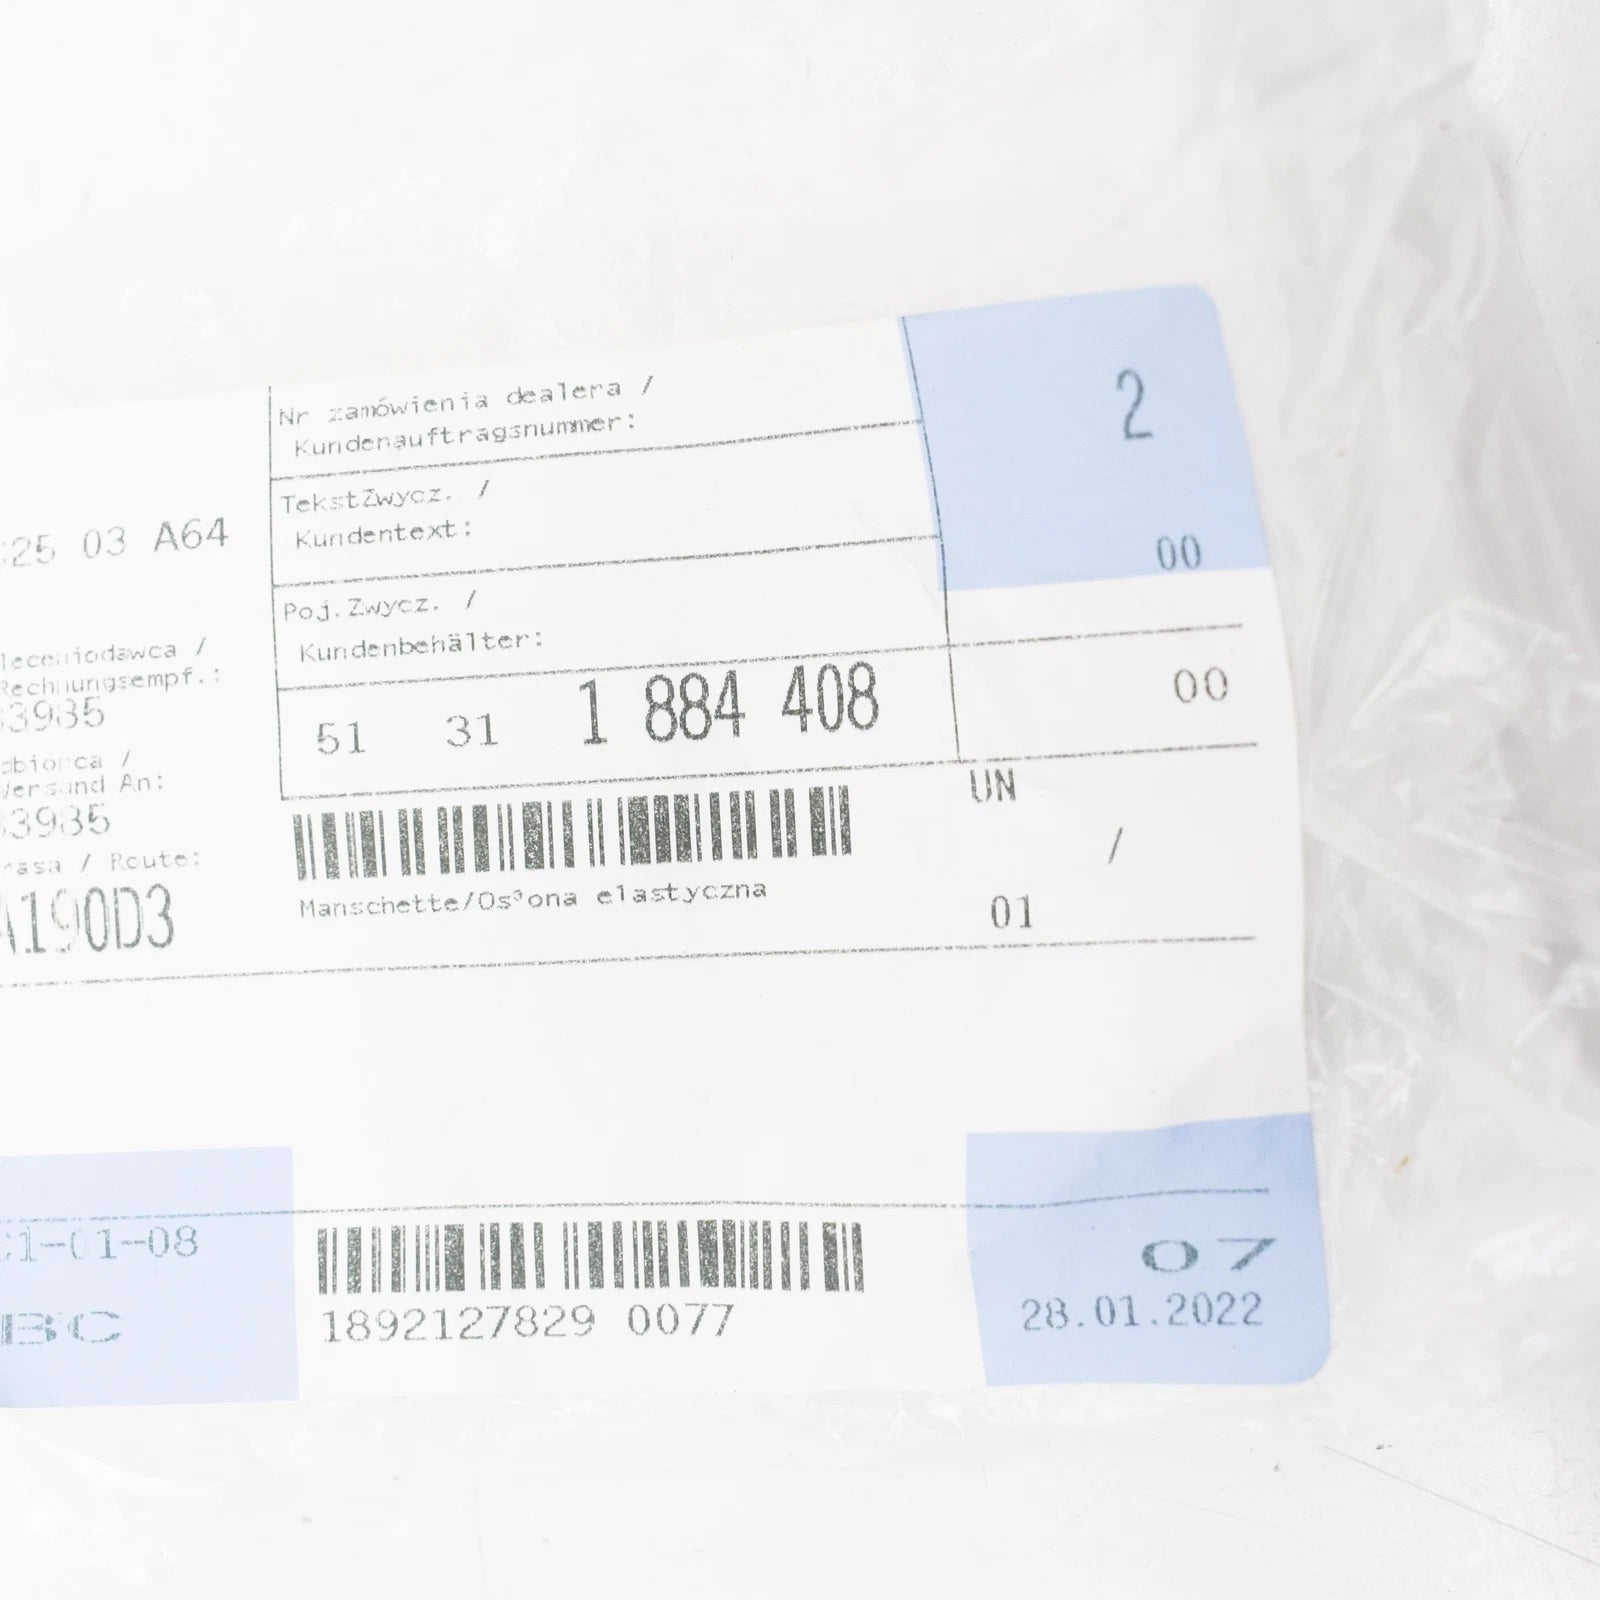 Nr zamówienia dealera /
Kundenauftragsnummer:
2
TekstZwycz. /
Kundentext:
25 03 A64
00
Poj.Zwycz. /
Kundenbehälter:
leceniodawca /
Rechnungsempf.:
33985
51 31 1 884 408
00
dbiorca /
Versand An:
33985
UN
/
rasa / Route:
Manschette/Os³ona elastyczna
01
A190D3
C1-01-08
07
1892127829 0077
28.01.2022
BC